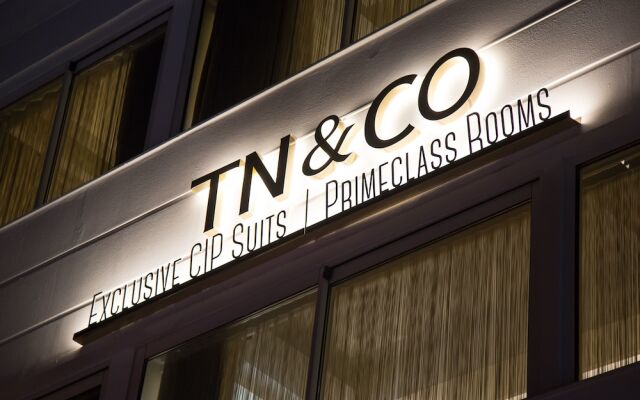 TN&CO
EXCLUSIVE CIP SUITS | PRIMECLASS ROOMS